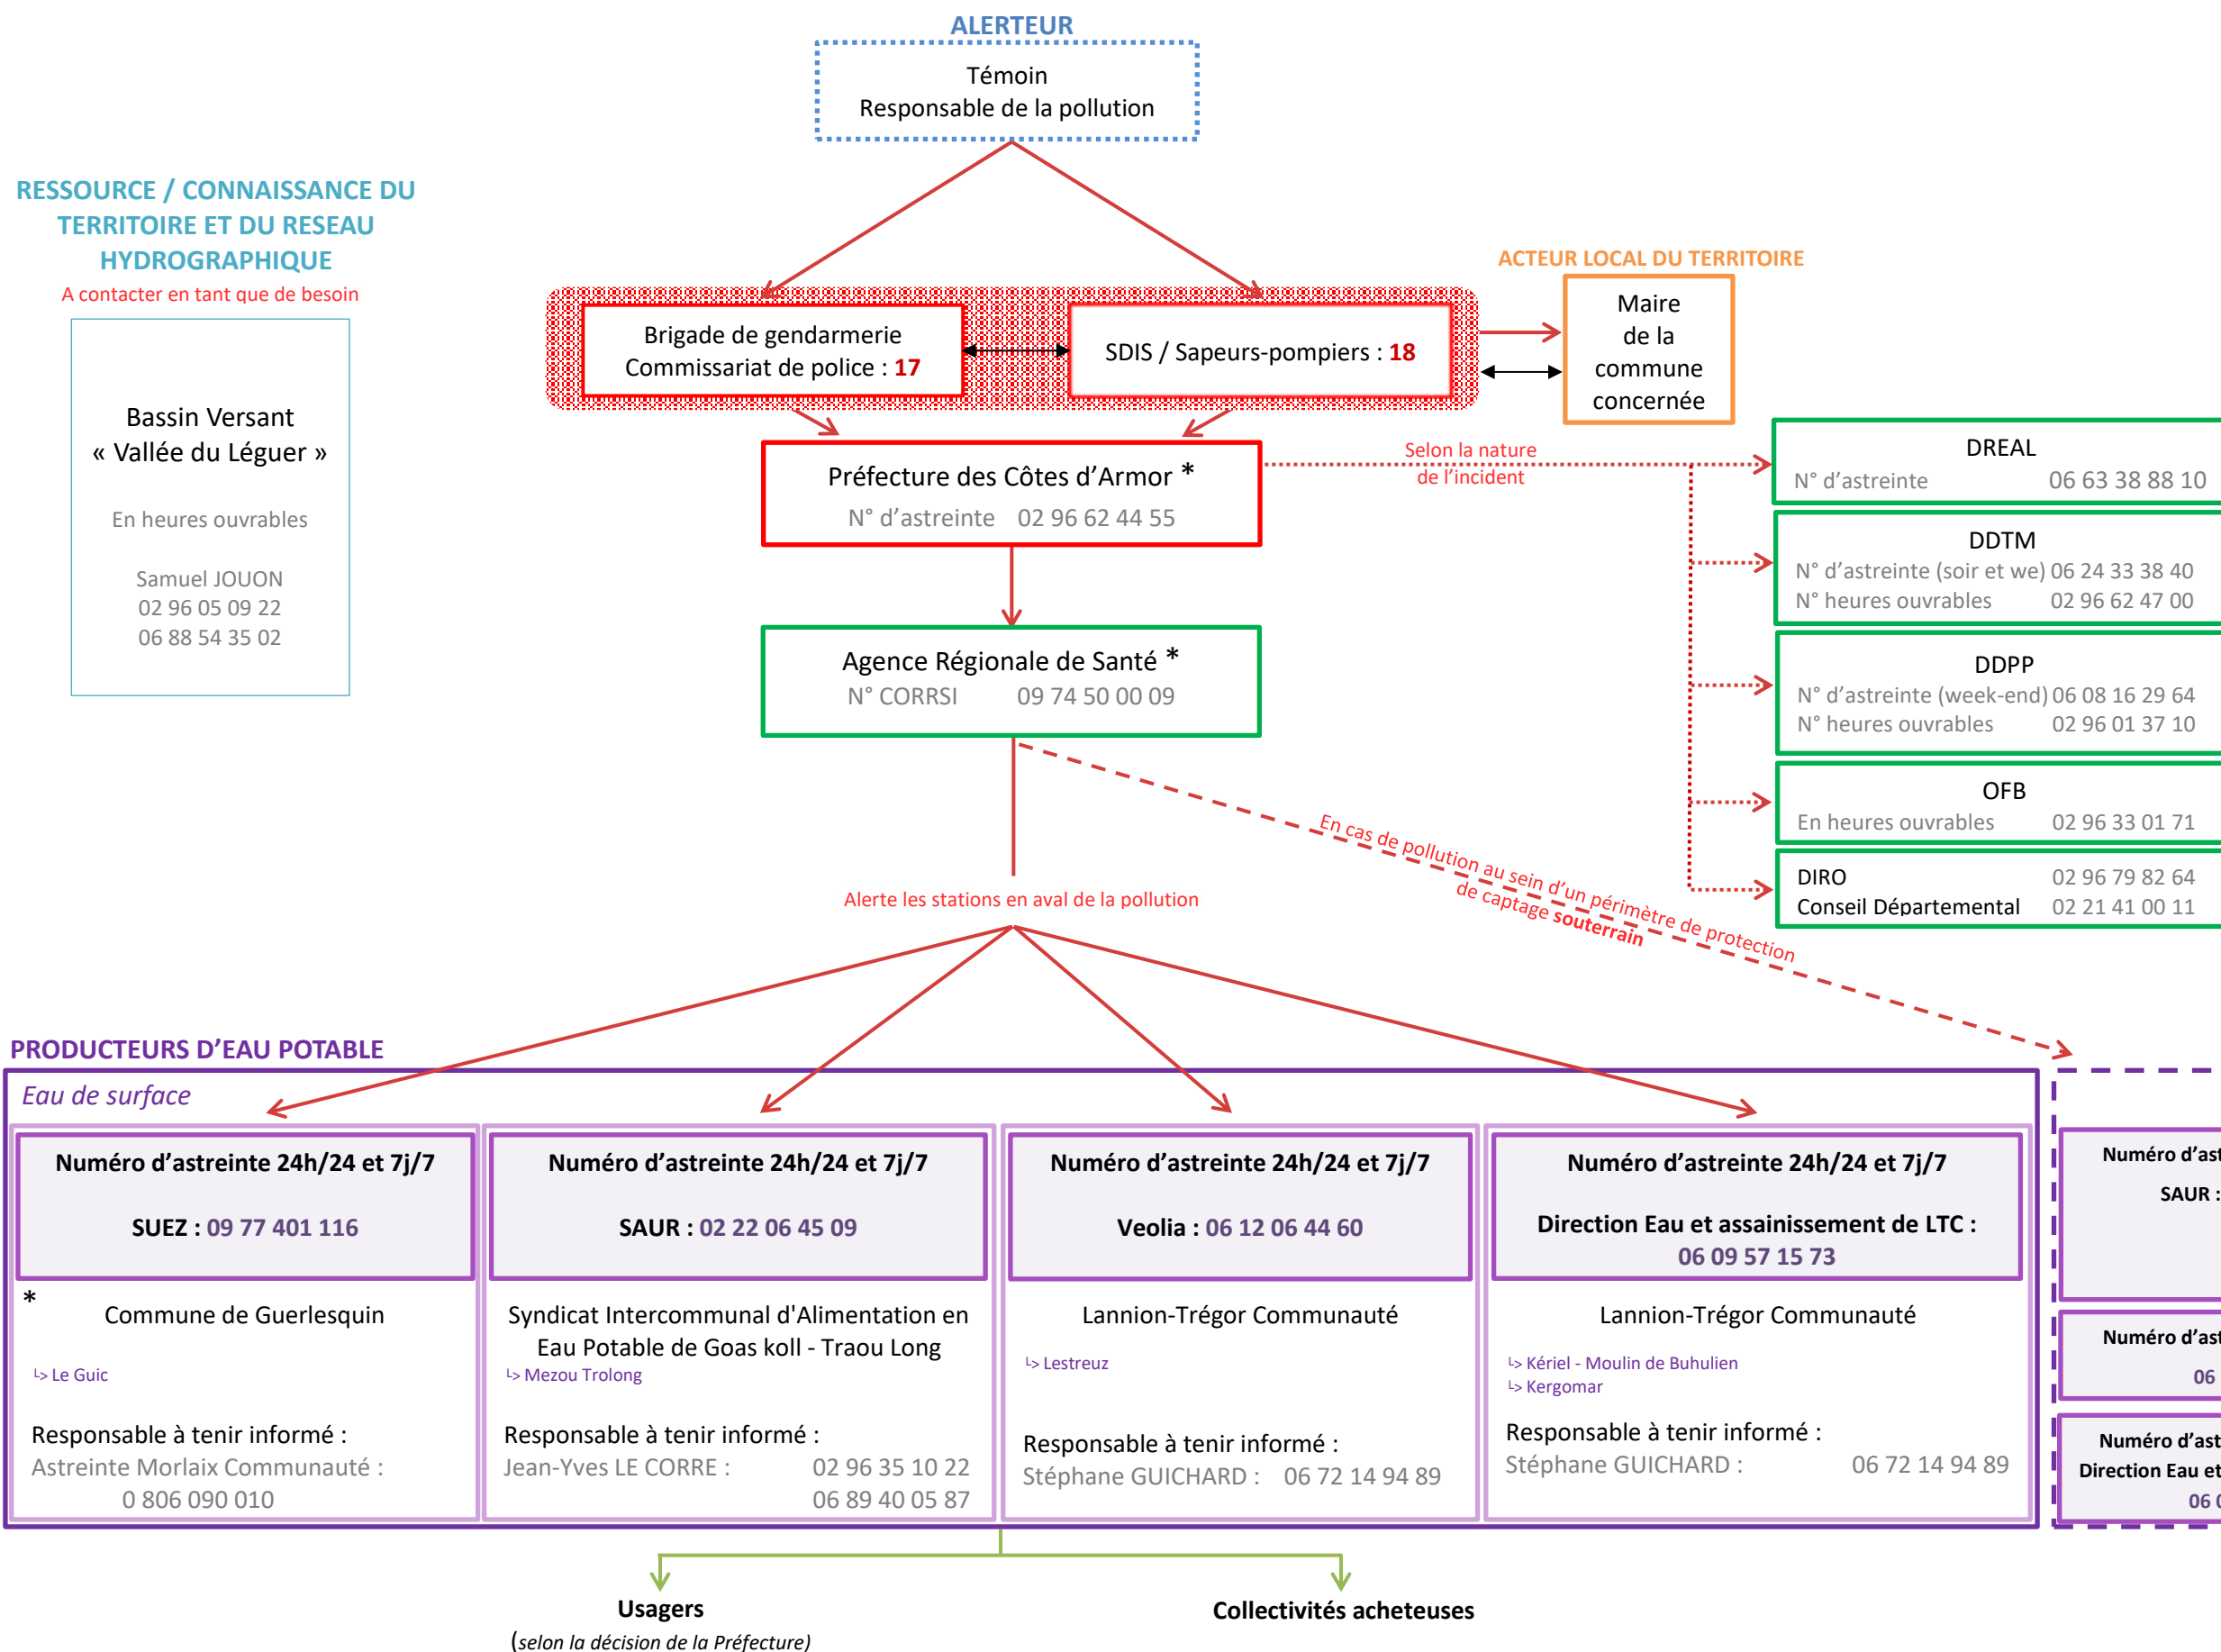 ALERTEUR
Témoin
Responsable de la pollution
RESSOURCE / CONNAISSANCE DU
TERRITOIRE ET DU RESEAU
HYDROGRAPHIQUE
A contacter en tant que de besoin
Bassin Versant
« Vallée du Léguer »
En heures ouvrables
Samuel JOUON
02 96 05 09 22
06 88 54 35 02
Brigade de gendarmerie
Commissariat de police : 17
SDIS / Sapeurs-pompiers : 18
ACTEUR LOCAL DU TERRITOIRE
Maire
de la
commune
concernée
Préfecture des Côtes d’Armor *
N° d’astreinte 02 96 62 44 55
Selon la nature
de l’incident
DREAL
N° d’astreinte 06 63 38 88 10
DDTM
N° d’astreinte (soir et we) 06 24 33 38 40
N° heures ouvrables 02 96 62 47 00
DDPP
N° d’astreinte (week-end) 06 08 16 29 64
N° heures ouvrables 02 96 01 37 10
OFB
En heures ouvrables 02 96 33 01 71
DIRO 02 96 79 82 64
Conseil Départemental 02 21 41 00 11
Agence Régionale de Santé *
N° CORRSI 09 74 50 00 09
Alerte les stations en aval de la pollution
En cas de pollution au sein d’un périmètre de protection
de captage souterrain
PRODUCTEURS D’EAU POTABLE
Eau de surface
Numéro d’astreinte 24h/24 et 7j/7
SUEZ : 09 77 401 116
*
Commune de Guerlesquin
└> Le Guic
Responsable à tenir informé :
Astreinte Morlaix Communauté :
0 806 090 010
Numéro d’astreinte 24h/24 et 7j/7
SAUR : 02 22 06 45 09
Syndicat Intercommunal d'Alimentation en
Eau Potable de Goas koll - Traou Long
└> Mezou Trolong
Responsable à tenir informé :
Jean-Yves LE CORRE : 02 96 35 10 22
06 89 40 05 87
Numéro d’astreinte 24h/24 et 7j/7
Veolia : 06 12 06 44 60
Lannion-Trégor Communauté
└> Lestreuz
Responsable à tenir informé :
Stéphane GUICHARD : 06 72 14 94 89
Numéro d’astreinte 24h/24 et 7j/7
Direction Eau et assainissement de LTC :
06 09 57 15 73
Lannion-Trégor Communauté
└> Kériel - Moulin de Buhulien
└> Kergomar
Responsable à tenir informé :
Stéphane GUICHARD : 06 72 14 94 89
Numéro d’ast
SAUR :
Numéro d’ast
06
Numéro d’ast
Direction Eau et
06 0
Usagers
(selon la décision de la Préfecture)
Collectivités acheteuses